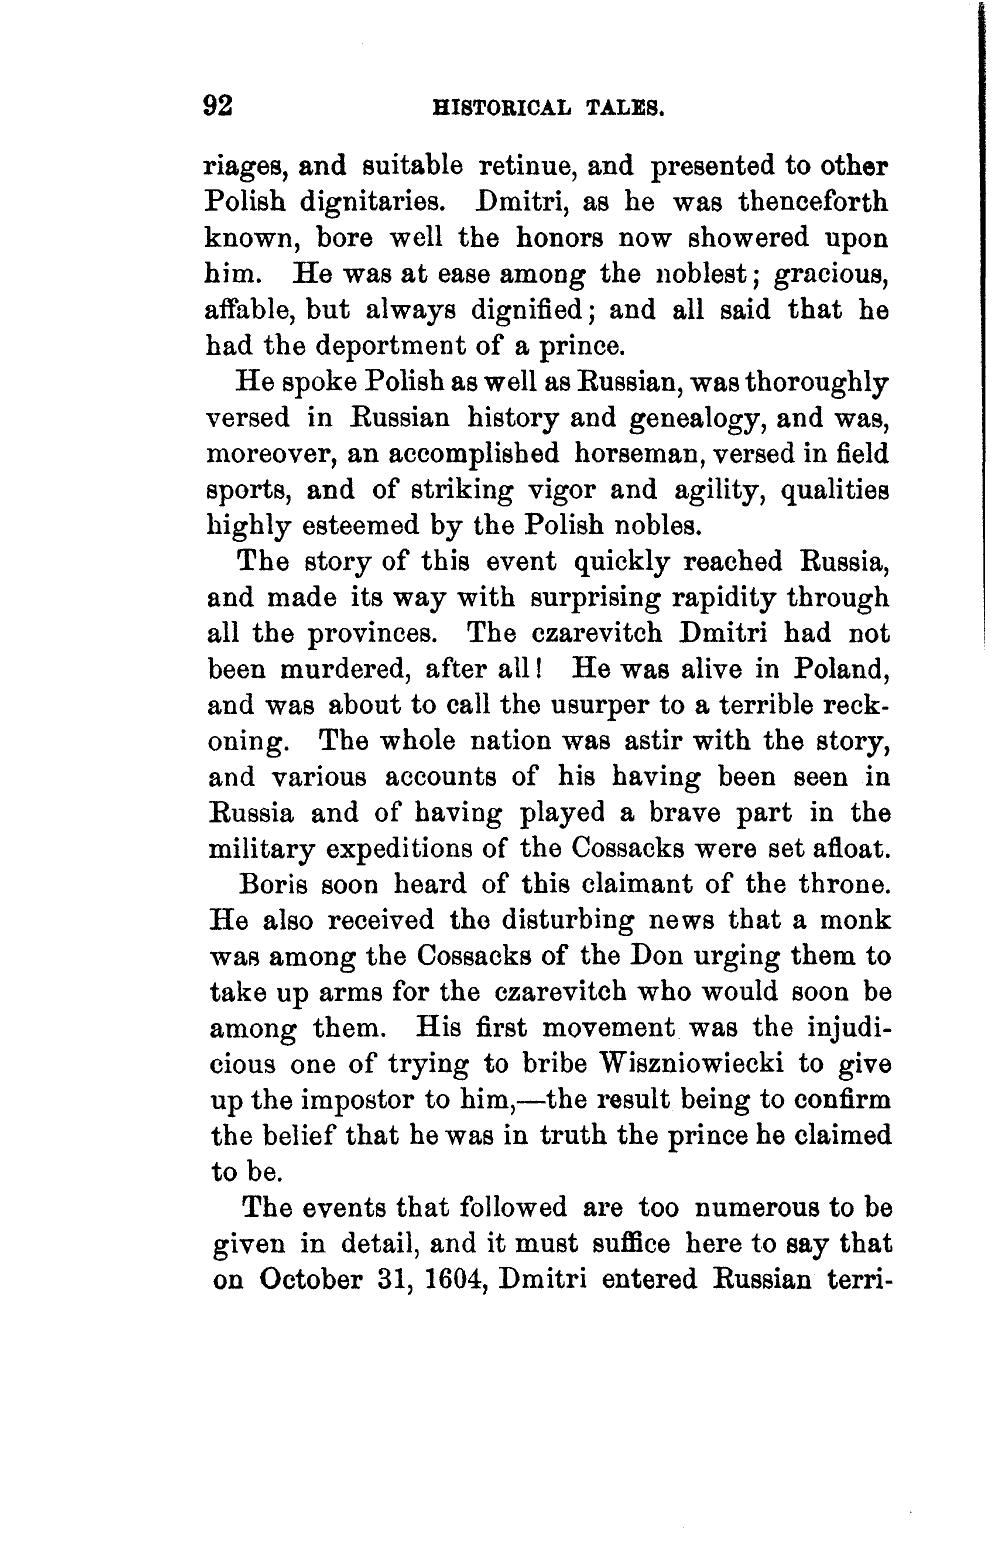 92 HISTORICAL TALES.
riages, and suitable retinue, and presented to other
Polish dignitaries. Dmitri, as he was thenceforth
known, bore well the honors now showered upon
him. He was at ease among the noblest; gracious,
affable, but always dignified; and all said that he
had the deportment of a prince.
He spoke Polish as well as Russian, was thoroughly
versed in Russian history and genealogy, and was,
moreover, an accomplished horseman, versed in field
sports, and of striking vigor and agility, qualities
highly esteemed by the Polish nobles.
The story of this event quickly reached Russia,
and made its way with surprising rapidity through
all the provinces. The czarevitch Dmitri had not
been murdered, after all! He was alive in Poland,
and was about to call the usurper to a terrible reck-
oning. The whole nation was astir with the story,
and various accounts of his having been seen in
Russia and of having played a brave part in the
military expeditions of the Cossacks were set afloat.
Boris soon heard of this claimant of the throne.
He also received the disturbing news that a monk
was among the Cossacks of the Don urging them to
take up arms for the czarevitch who would soon be
among them. His first movement was the injudi-
cious one of trying to bribe Wiszniowiecki to give
up the impostor to him,—the result being to confirm
the belief that he was in truth the prince he claimed
to be.
The events that followed are too numerous to be
given in detail, and it must suffice here to say that
on October 31, 1604, Dmitri entered Russian terri-